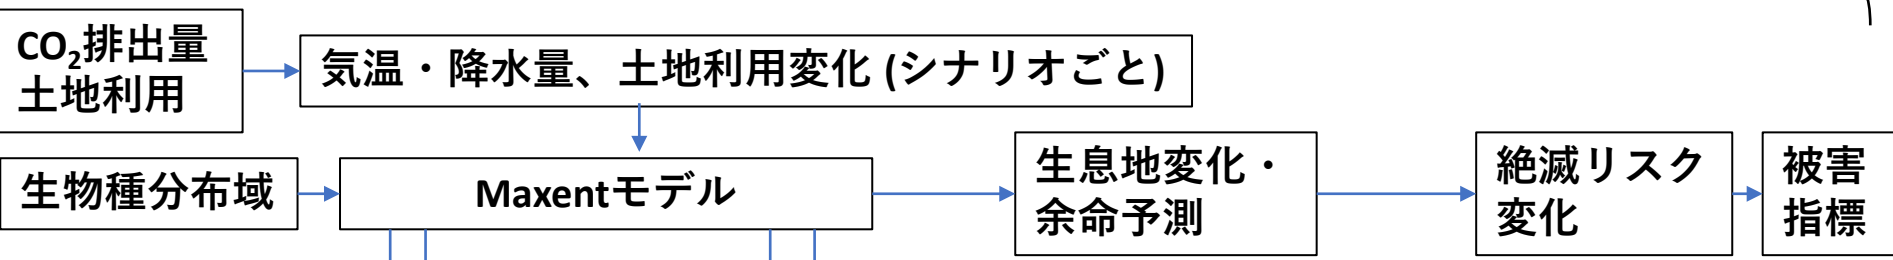 CO₂排出量
土地利用
気温・降水量、土地利用変化 (シナリオごと)
生物種分布域
Maxentモデル
生息地変化・
余命予測
絶滅リスク
変化
被害
指標